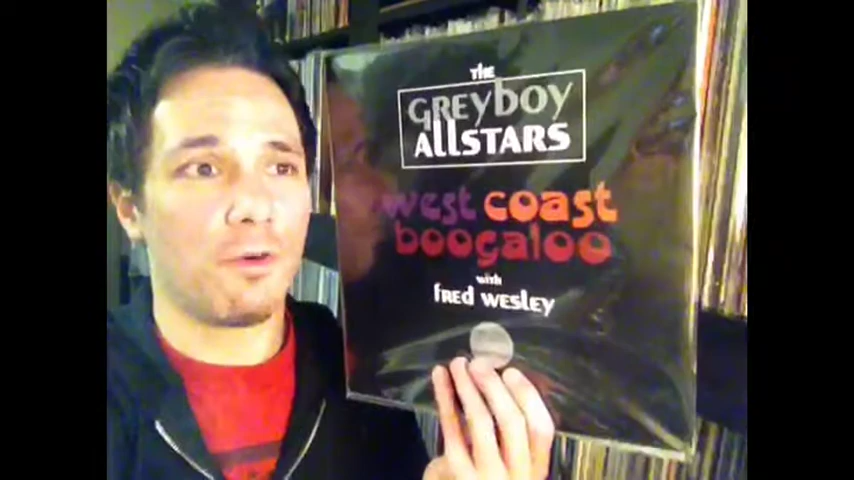 THE
GREYBOY
ALLSTARS
west coast
boogaloo
with
fred wesley